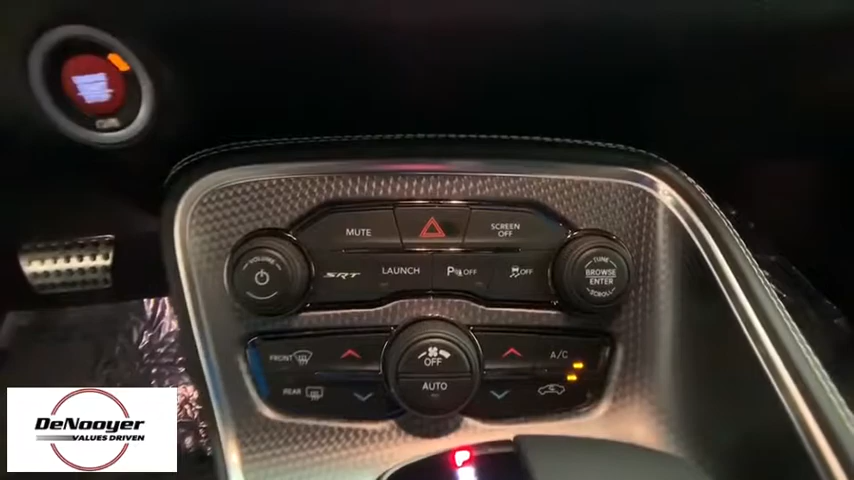 MUTE
SCREEN
OFF
VOLUME
SRT
LAUNCH
P OFF
OFF
TUNE
BROWSE
ENTER
SCROLL
FRONT
OFF
A/C
REAR
AUTO
P
DeNooyer
VALUES DRIVEN